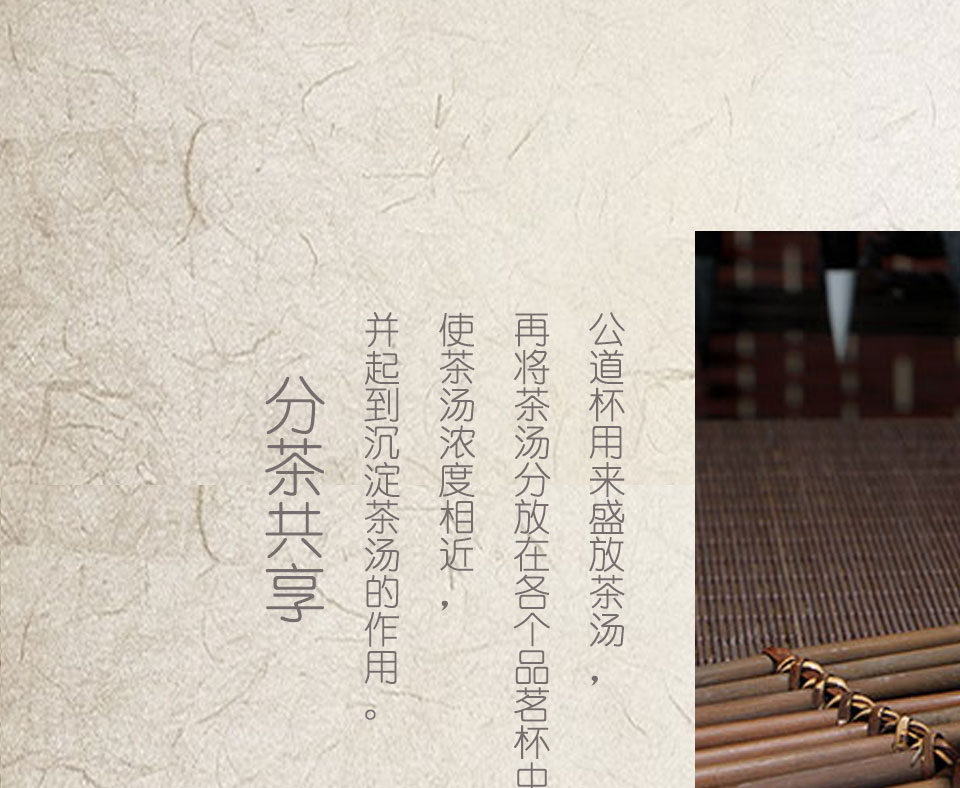 公道杯用来盛放茶汤，
再将茶汤分放在各个品茗杯中
使茶汤浓度相近，
并起到沉淀茶汤的作用。
分茶共享